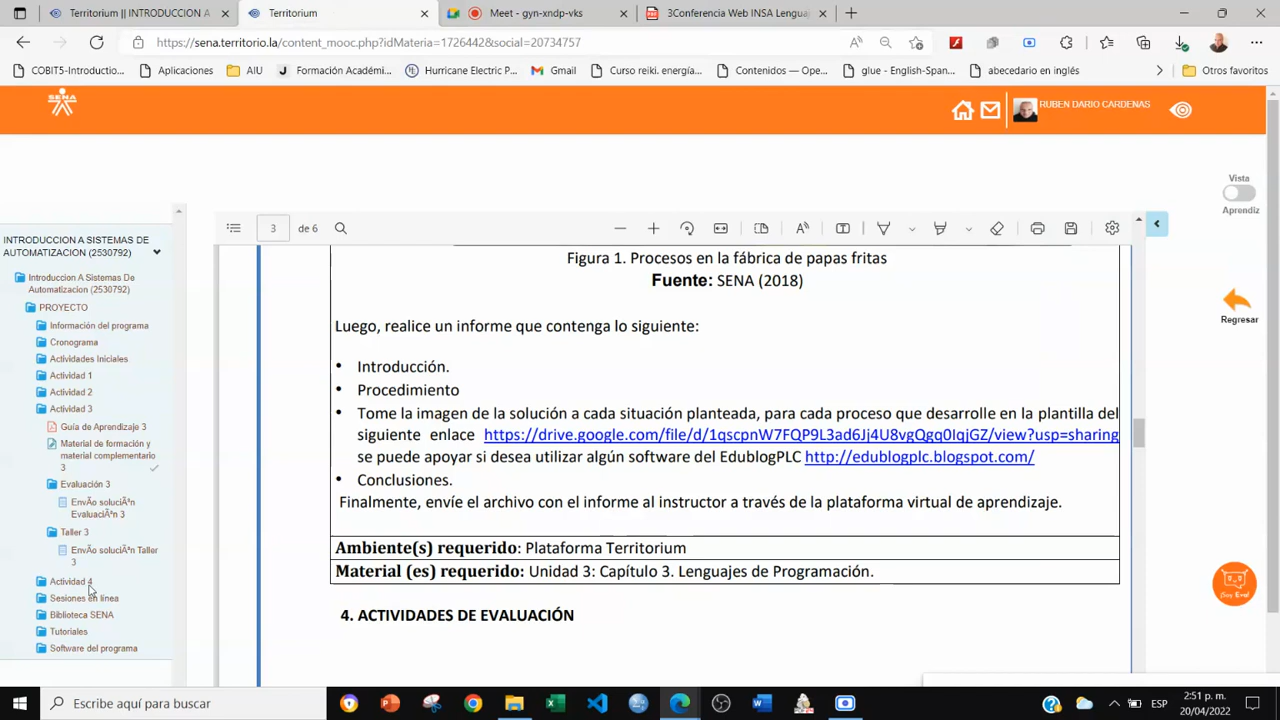 Territorium || INTRODUCCION A
Territorium
Meet - gyn-xndp-vks
3Conferencia Web INSA Lenguaj
https://sena.territorio.la/content_mooc.php?idMateria=1726442&social=20734757
COBIT5-Introductio...
Aplicaciones
AIU
Formación Académi...
Hurricane Electric P...
Gmail
Curso reiki. energía...
Contenidos — Ope...
glue - English-Span...
abecedario en inglés
Otros favoritos
SENA
RUBEN DARIO CARDENAS
Vista
Aprendiz
Regresar
INTRODUCCION A SISTEMAS DE
AUTOMATIZACION (2530792)
Introduccion A Sistemas De
Automatizacion (2530792)
PROYECTO
Información del programa
Cronograma
Actividades Iniciales
Actividad 1
Actividad 2
Actividad 3
Guía de Aprendizaje 3
Material de formación y
material complementario
3
Evaluación 3
EnvÃ­o soluciÃ³n
EvaluaciÃ³n 3
Taller 3
EnvÃ­o soluciÃ³n Taller
3
Actividad 4
Sesiones en línea
Biblioteca SENA
Tutoriales
Software del programa
3 de 6
Figura 1. Procesos en la fábrica de papas fritas
Fuente: SENA (2018)
Luego, realice un informe que contenga lo siguiente:
• Introducción.
• Procedimiento
• Tome la imagen de la solución a cada situación planteada, para cada proceso que desarrolle en la plantilla del
siguiente enlace https://drive.google.com/file/d/1qscpnW7FQP9L3ad6Jj4U8vgQgq0IqjGZ/view?usp=sharing
se puede apoyar si desea utilizar algún software del EdublogPLC http://edublogplc.blogspot.com/
• Conclusiones.
Finalmente, envíe el archivo con el informe al instructor a través de la plataforma virtual de aprendizaje.
Ambiente(s) requerido: Plataforma Territorium
Material (es) requerido: Unidad 3: Capítulo 3. Lenguajes de Programación.
4. ACTIVIDADES DE EVALUACIÓN
¡Soy Eva!
Escribe aquí para buscar
ESP
2:51 p. m.
20/04/2022